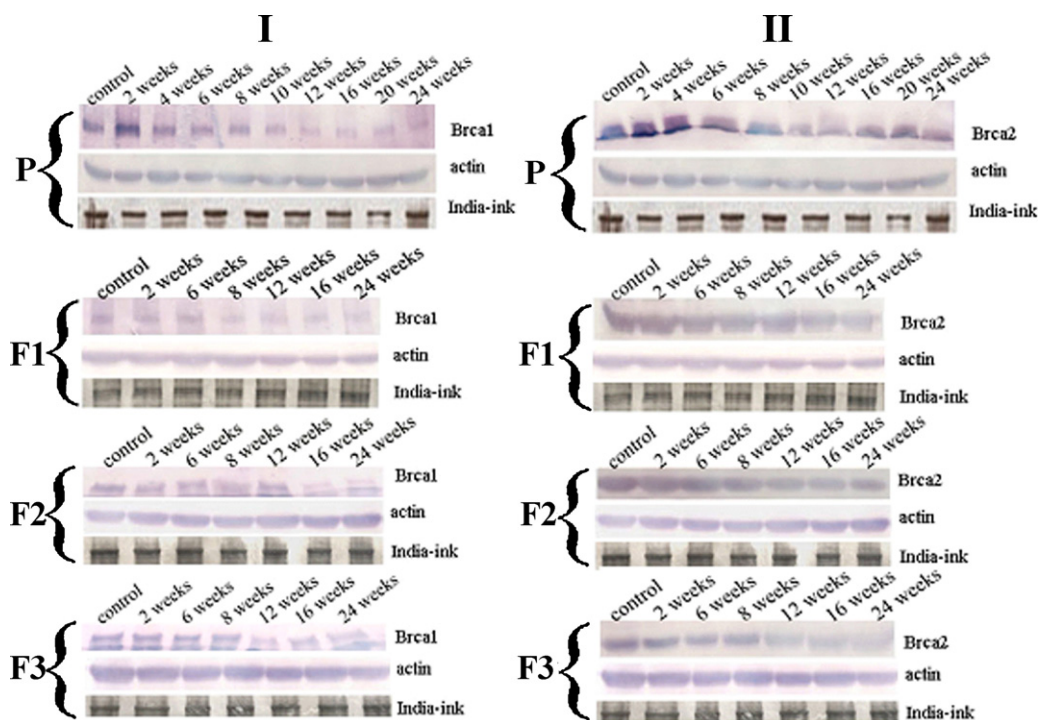 I
control 2 weeks 4 weeks 6 weeks 8 weeks 10 weeks 12 weeks 16 weeks 20 weeks 24 weeks
P
Brca1
actin
India-ink
control 2 weeks 6 weeks 8 weeks 12 weeks 16 weeks 24 weeks
F1
Brca1
actin
India-ink
control 2 weeks 6 weeks 8 weeks 12 weeks 16 weeks 24 weeks
F2
Brca1
actin
India-ink
control 2 weeks 6 weeks 8 weeks 12 weeks 16 weeks 24 weeks
F3
Brca1
actin
India-ink
II
control 2 weeks 4 weeks 6 weeks 8 weeks 10 weeks 12 weeks 16 weeks 20 weeks 24 weeks
P
Brca2
actin
India-ink
control 2 weeks 6 weeks 8 weeks 12 weeks 16 weeks 24 weeks
F1
Brca2
actin
India-ink
control 2 weeks 6 weeks 8 weeks 12 weeks 16 weeks 24 weeks
F2
Brca2
actin
India-ink
control 2 weeks 6 weeks 8 weeks 12 weeks 16 weeks 24 weeks
F3
Brca2
actin
India-ink